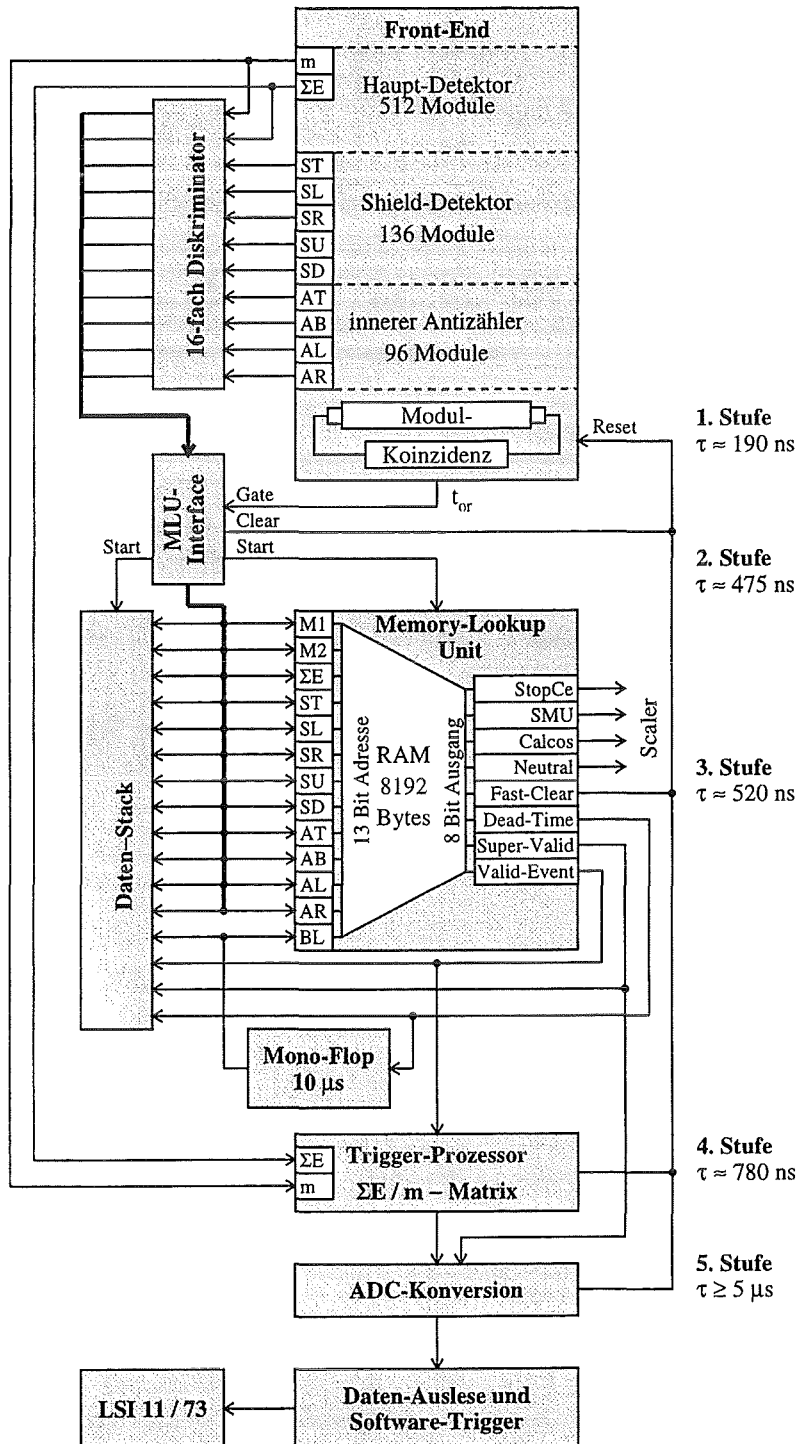 Front-End
m
ΣE
Haupt-Detektor
512 Module
16-fach Diskriminator
ST
SL
SR
SU
SD
Shield-Detektor
136 Module
AT
AB
AL
AR
innerer Antizähler
96 Module
Modul-
Koinzidenz
Reset
1. Stufe
τ ≈ 190 ns
t_or
Gate
Clear
Start
Start
MLU-
Interface
2. Stufe
τ ≈ 475 ns
Daten-Stack
M1
M2
ΣE
ST
SL
SR
SU
SD
AT
AB
AL
AR
BL
Memory-Lookup
Unit
13 Bit Adresse
RAM
8192
Bytes
8 Bit Ausgang
StopCe
SMU
Calcos
Neutral
Fast-Clear
Dead-Time
Super-Valid
Valid-Event
Scaler
3. Stufe
τ ≈ 520 ns
Mono-Flop
10 μs
ΣE
m
Trigger-Prozessor
ΣE / m – Matrix
4. Stufe
τ ≈ 780 ns
ADC-Konversion
5. Stufe
τ ≥ 5 μs
LSI 11 / 73
Daten-Auslese und
Software-Trigger